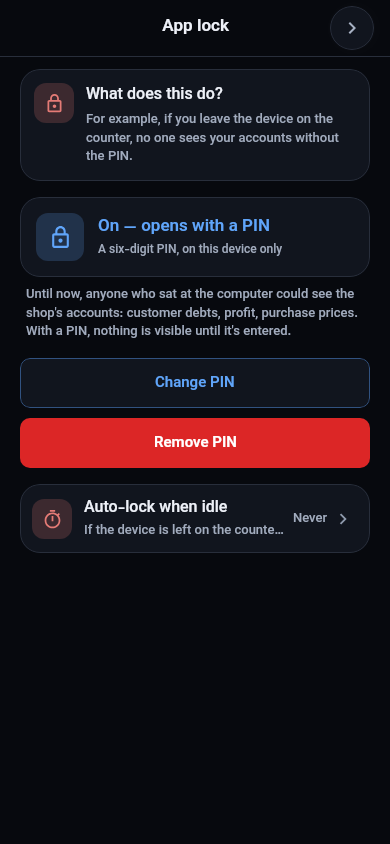 App lock
What does this do?
For example, if you leave the device on the
counter, no one sees your accounts without
the PIN.
On — opens with a PIN
A six-digit PIN, on this device only
Until now, anyone who sat at the computer could see the
shop's accounts: customer debts, profit, purchase prices.
With a PIN, nothing is visible until it's entered.
Change PIN
Remove PIN
Auto-lock when idle
If the device is left on the counte…
Never